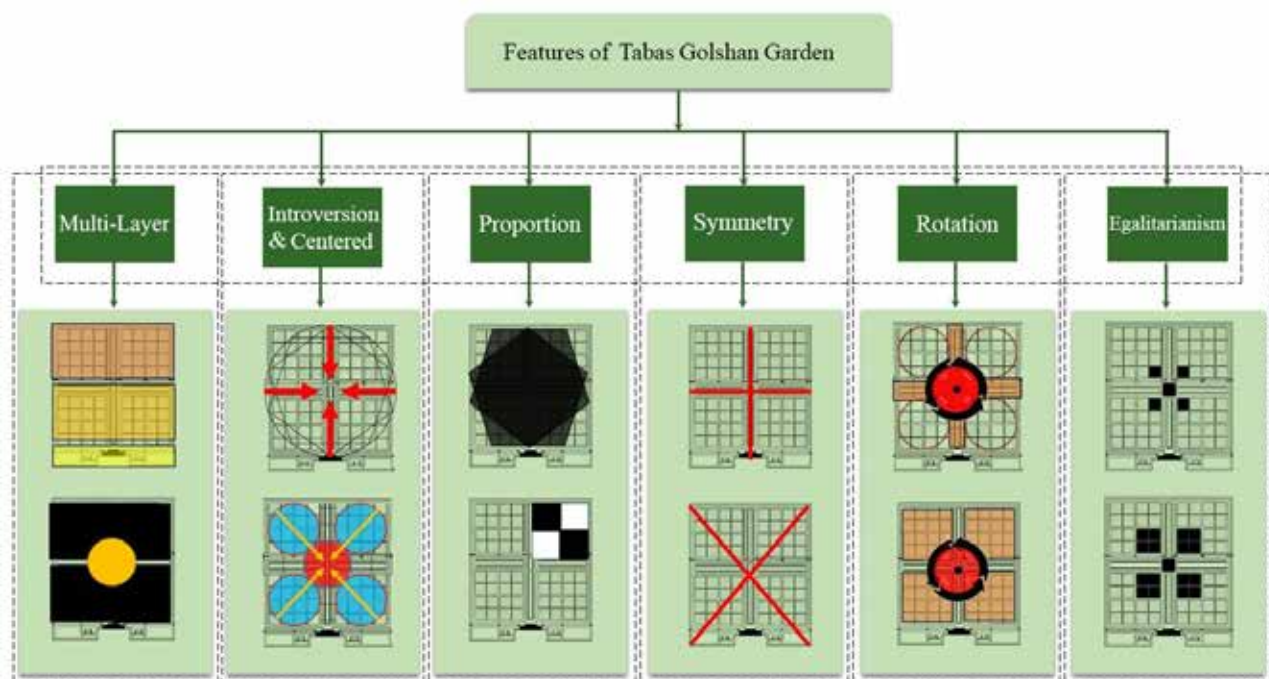 Features of Tabas Golshan Garden
Multi-Layer
Introversion
& Centered
Proportion
Symmetry
Rotation
Egalitarianism